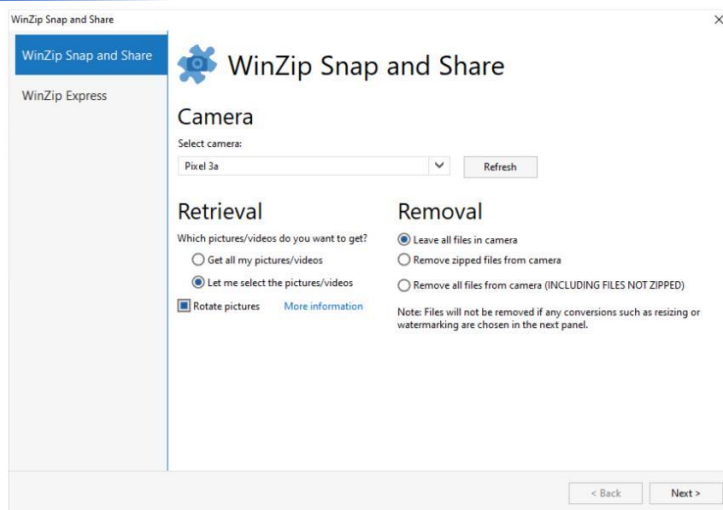 WinZip Snap and Share
WinZip Snap and Share
WinZip Express
WinZip Snap and Share
Camera
Select camera:
Pixel 3a
Refresh
Retrieval
Which pictures/videos do you want to get?
Get all my pictures/videos
Let me select the pictures/videos
Rotate pictures More information
Removal
Leave all files in camera
Remove zipped files from camera
Remove all files from camera (INCLUDING FILES NOT ZIPPED)
Note: Files will not be removed if any conversions such as resizing or
watermarking are chosen in the next panel.
< Back Next >